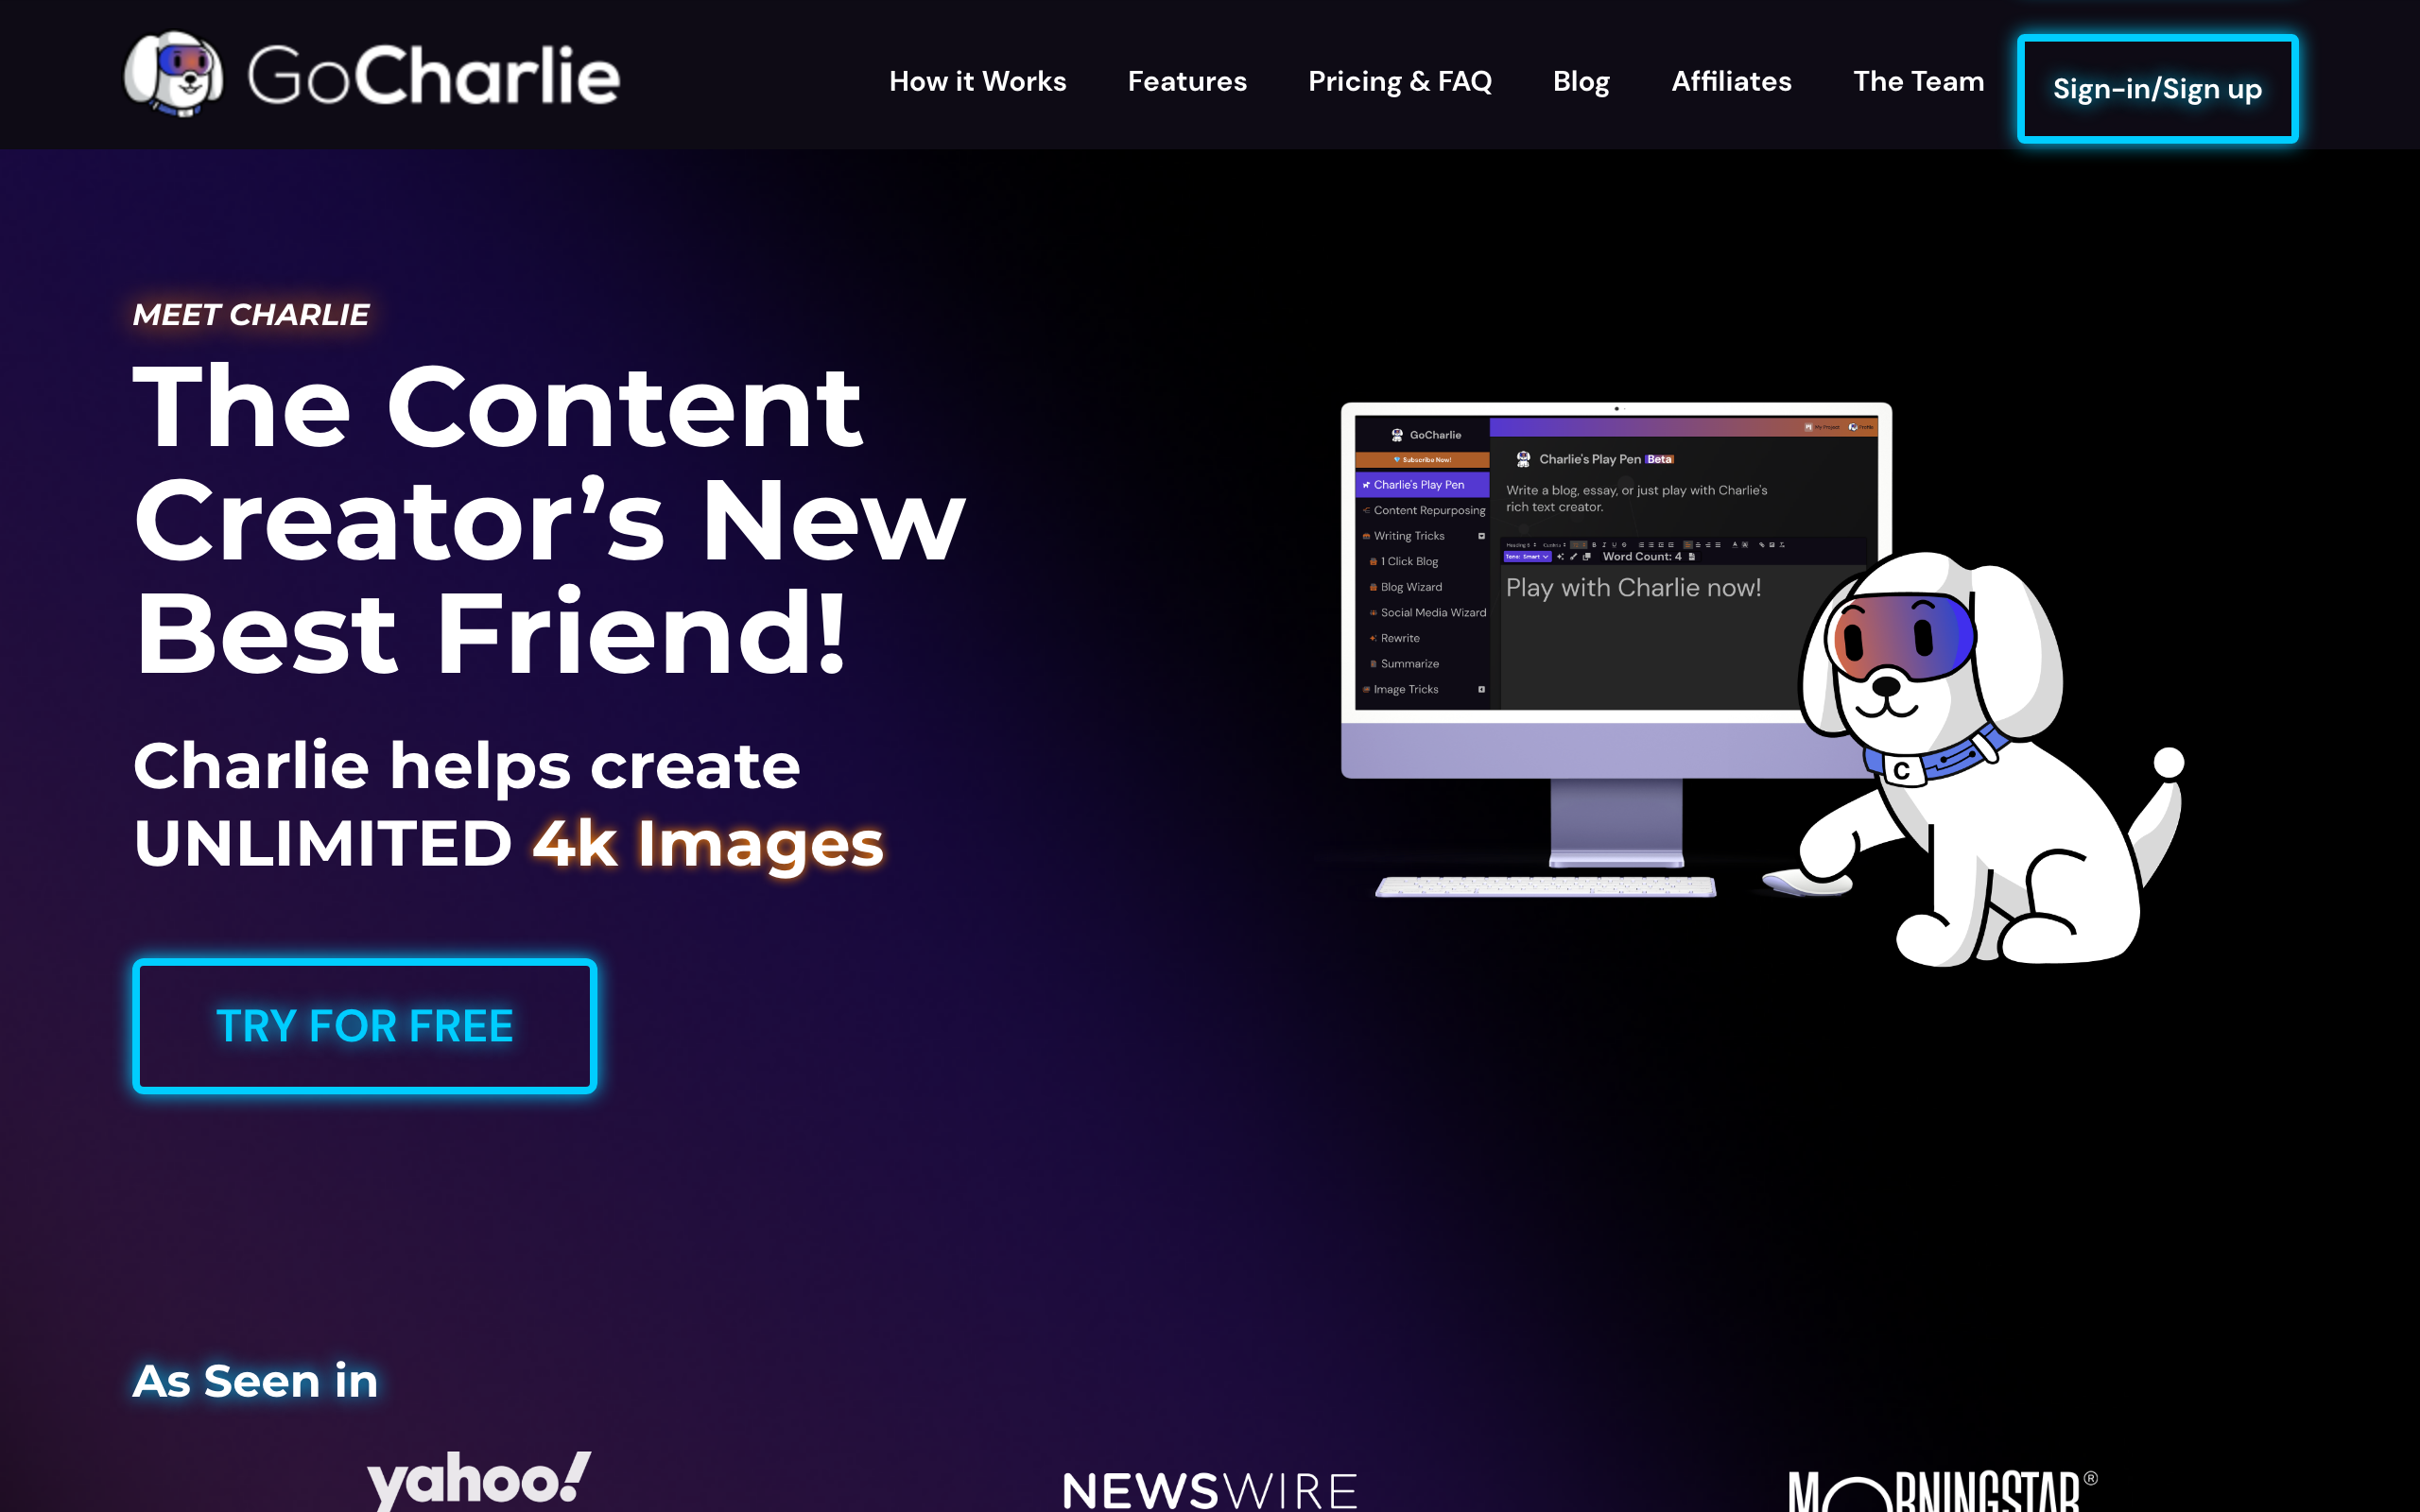 GoCharlie
How it Works
Features
Pricing & FAQ
Blog
Affiliates
The Team
Sign-in/Sign up
MEET CHARLIE
The Content
Creator’s New
Best Friend!
Charlie helps create
UNLIMITED 4k Images
TRY FOR FREE
GoCharlie
Subscribe Now!
Charlie's Play Pen
Content Repurposing
Writing Tricks
1 Click Blog
Blog Wizard
Social Media Wizard
Rewrite
Summarize
Image Tricks
My Project
Charlie's Play Pen Beta
Write a blog, essay, or just play with Charlie's
rich text creator.
Tone: Smart
Word Count: 4
Play with Charlie now!
C
As Seen in
yahoo!
NEWSWIRE
MORNINGSTAR®